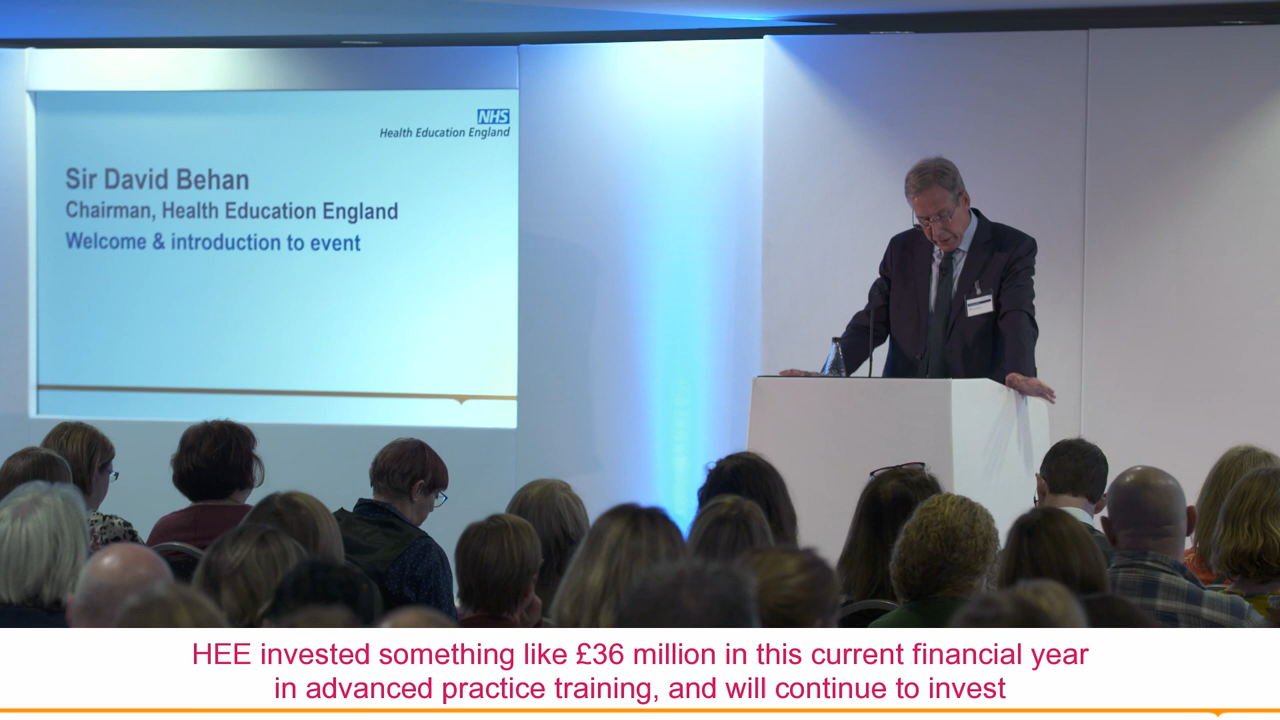 NHS
Health Education England
Sir David Behan
Chairman, Health Education England
Welcome & introduction to event
HEE invested something like £36 million in this current financial year
in advanced practice training, and will continue to invest